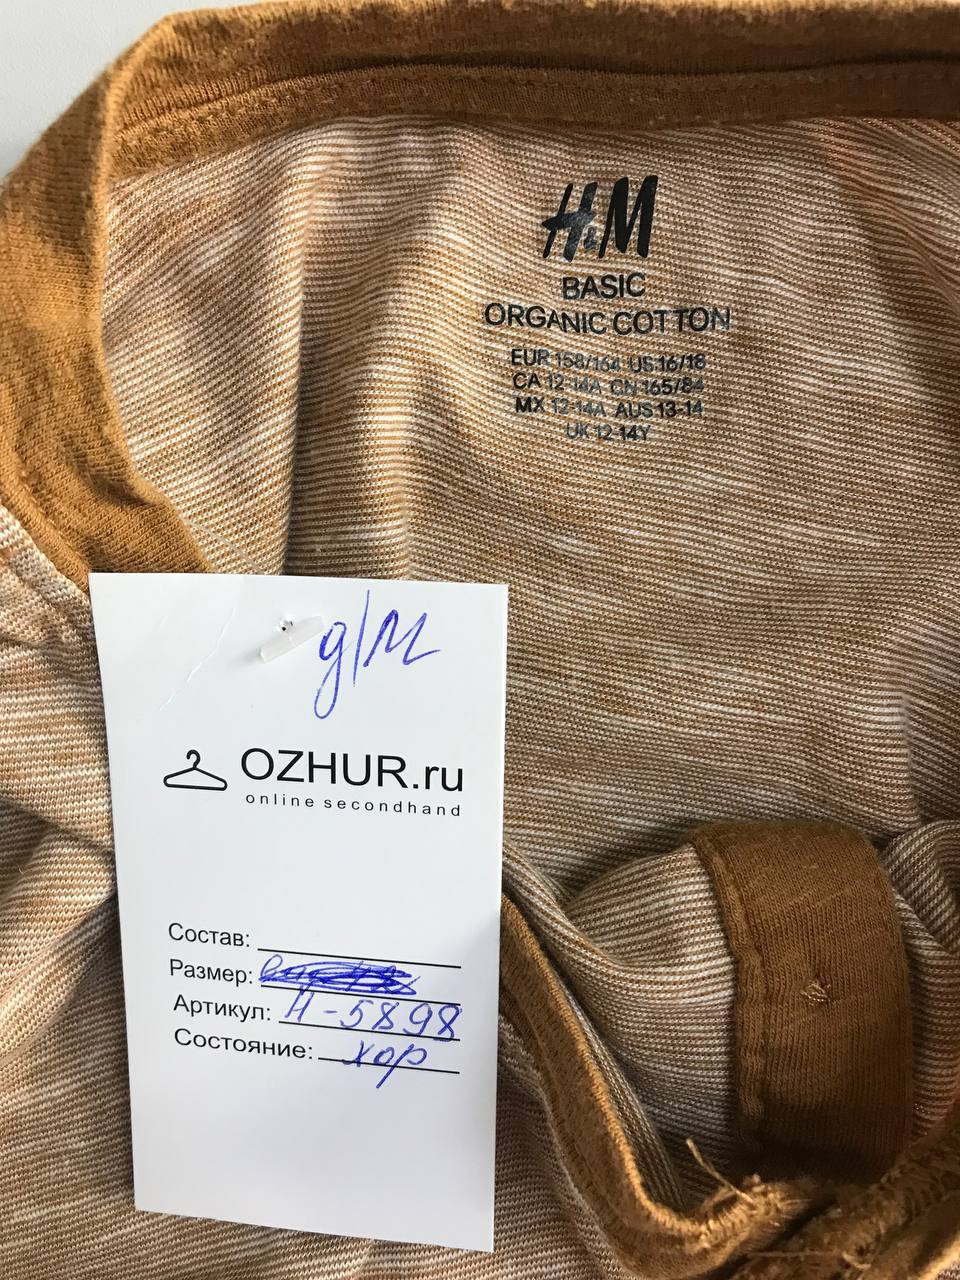 H&M
BASIC
ORGANIC COTTON
EUR 158/164 US 16/18
CA 12-14A CN 165/84
MX 12-14A AUS 13-14
UK 12-14Y
д/м
OZHUR.ru
online secondhand
Состав:
Размер:
Артикул: Н-5898
Состояние: хор